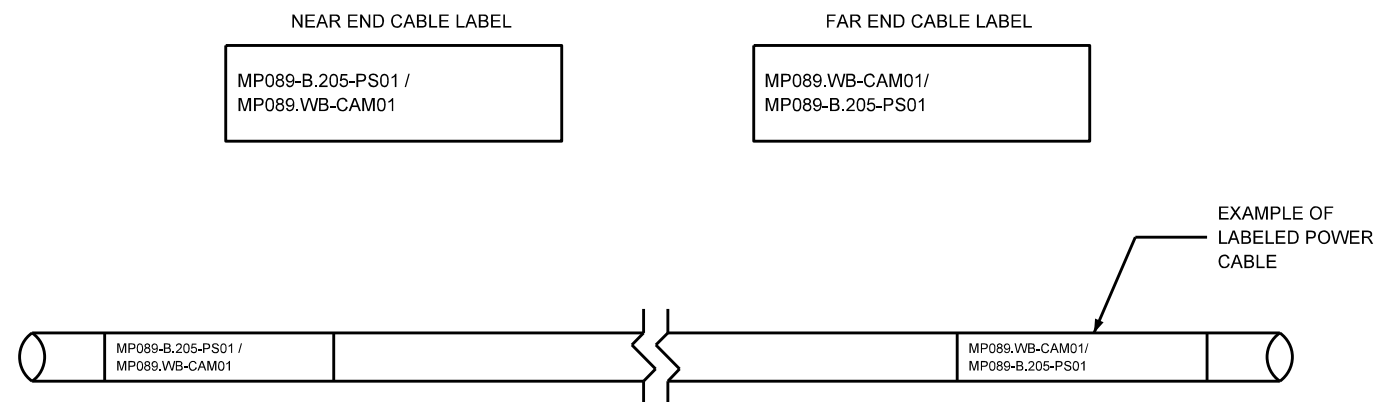 NEAR END CABLE LABEL
FAR END CABLE LABEL
MP089-B.205-PS01 /
MP089.WB-CAM01
MP089.WB-CAM01/
MP089-B.205-PS01
EXAMPLE OF
LABELED POWER
CABLE
MP089-B.205-PS01 /
MP089.WB-CAM01
MP089.WB-CAM01/
MP089-B.205-PS01